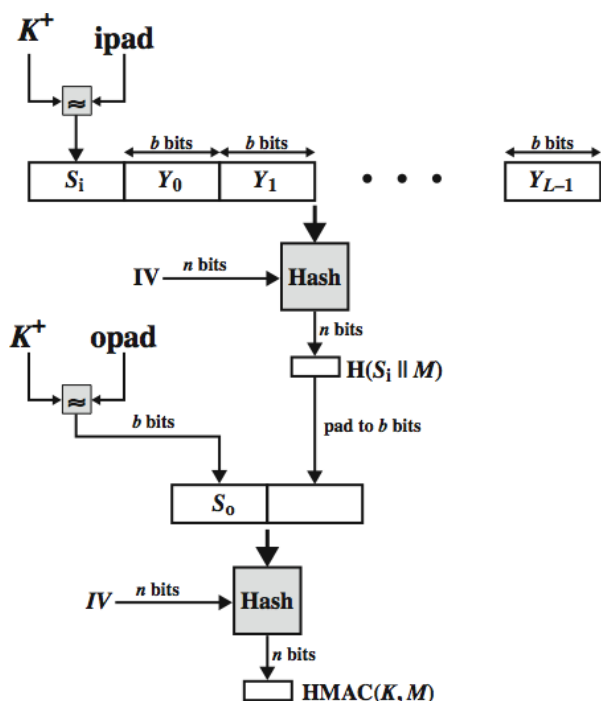 K⁺ ipad
≈
b bits b bits b bits
Sᵢ Y₀ Y₁ • • • Y_{L–1}
IV n bits Hash
n bits
K⁺ opad
H(Sᵢ || M)
≈
b bits pad to b bits
Sₒ
IV n bits Hash
n bits
HMAC(K, M)